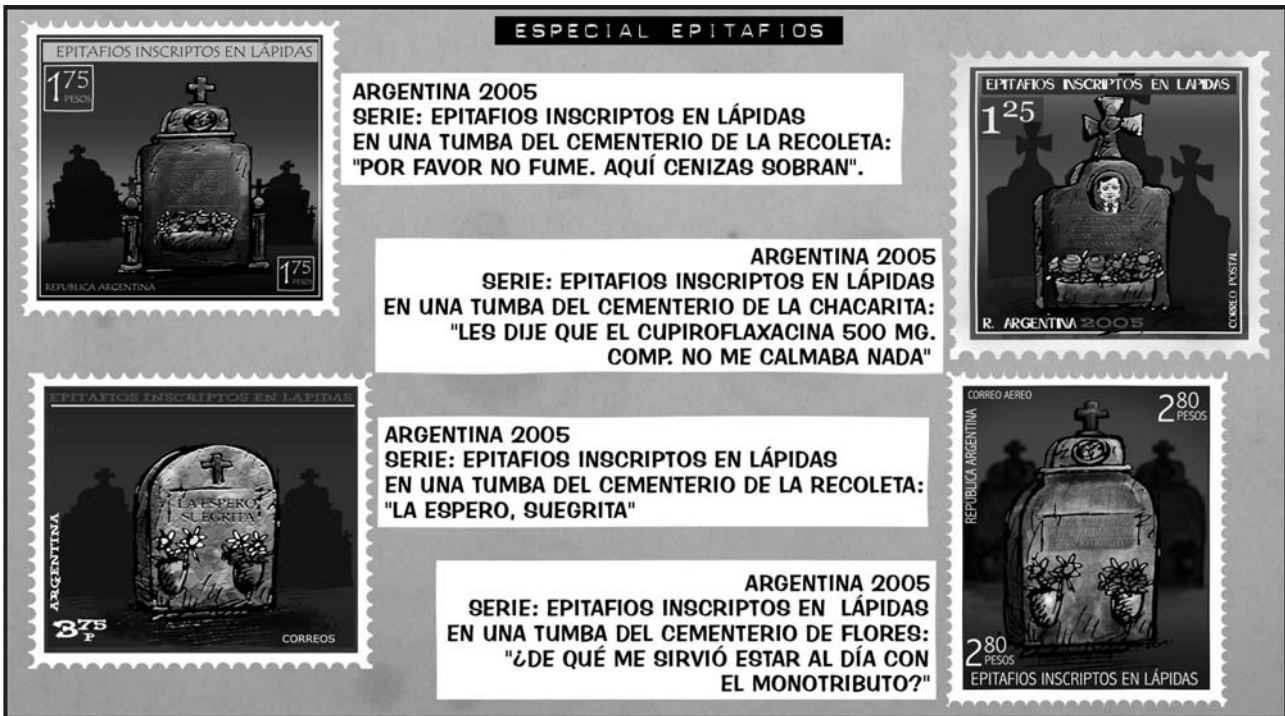 ESPECIAL EPITAFIOS
EPITAFIOS INSCRIPTOS EN LÁPIDAS
175
PESOS
175
PESOS
REPUBLICA ARGENTINA
ARGENTINA 2005
SERIE: EPITAFIOS INSCRIPTOS EN LÁPIDAS
EN UNA TUMBA DEL CEMENTERIO DE LA RECOLETA:
"POR FAVOR NO FUME. AQUÍ CENIZAS SOBRAN".
EPITAFIOS INSCRIPTOS EN LAPIDAS
125
R. ARGENTINA 2005
CORREO POSTAL
ARGENTINA 2005
SERIE: EPITAFIOS INSCRIPTOS EN LÁPIDAS
EN UNA TUMBA DEL CEMENTERIO DE LA CHACARITA:
"LES DIJE QUE EL CUPIROFLAXACINA 500 MG.
COMP. NO ME CALMABA NADA"
EPITAFIOS INSCRIPTOS EN LAPIDAS
LA ESPERO,
SUEGRITA
ARGENTINA
375
P
CORREOS
ARGENTINA 2005
SERIE: EPITAFIOS INSCRIPTOS EN LÁPIDAS
EN UNA TUMBA DEL CEMENTERIO DE LA RECOLETA:
"LA ESPERO, SUEGRITA"
CORREO AEREO
280
PESOS
REPUBLICA ARGENTINA
280
PESOS
EPITAFIOS INSCRIPTOS EN LÁPIDAS
ARGENTINA 2005
SERIE: EPITAFIOS INSCRIPTOS EN LÁPIDAS
EN UNA TUMBA DEL CEMENTERIO DE FLORES:
"¿DE QUÉ ME SIRVIÓ ESTAR AL DÍA CON
EL MONOTRIBUTO?"